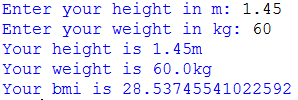 Enter your height in m: 1.45
Enter your weight in kg: 60
Your height is 1.45m
Your weight is 60.0kg
Your bmi is 28.53745541022592